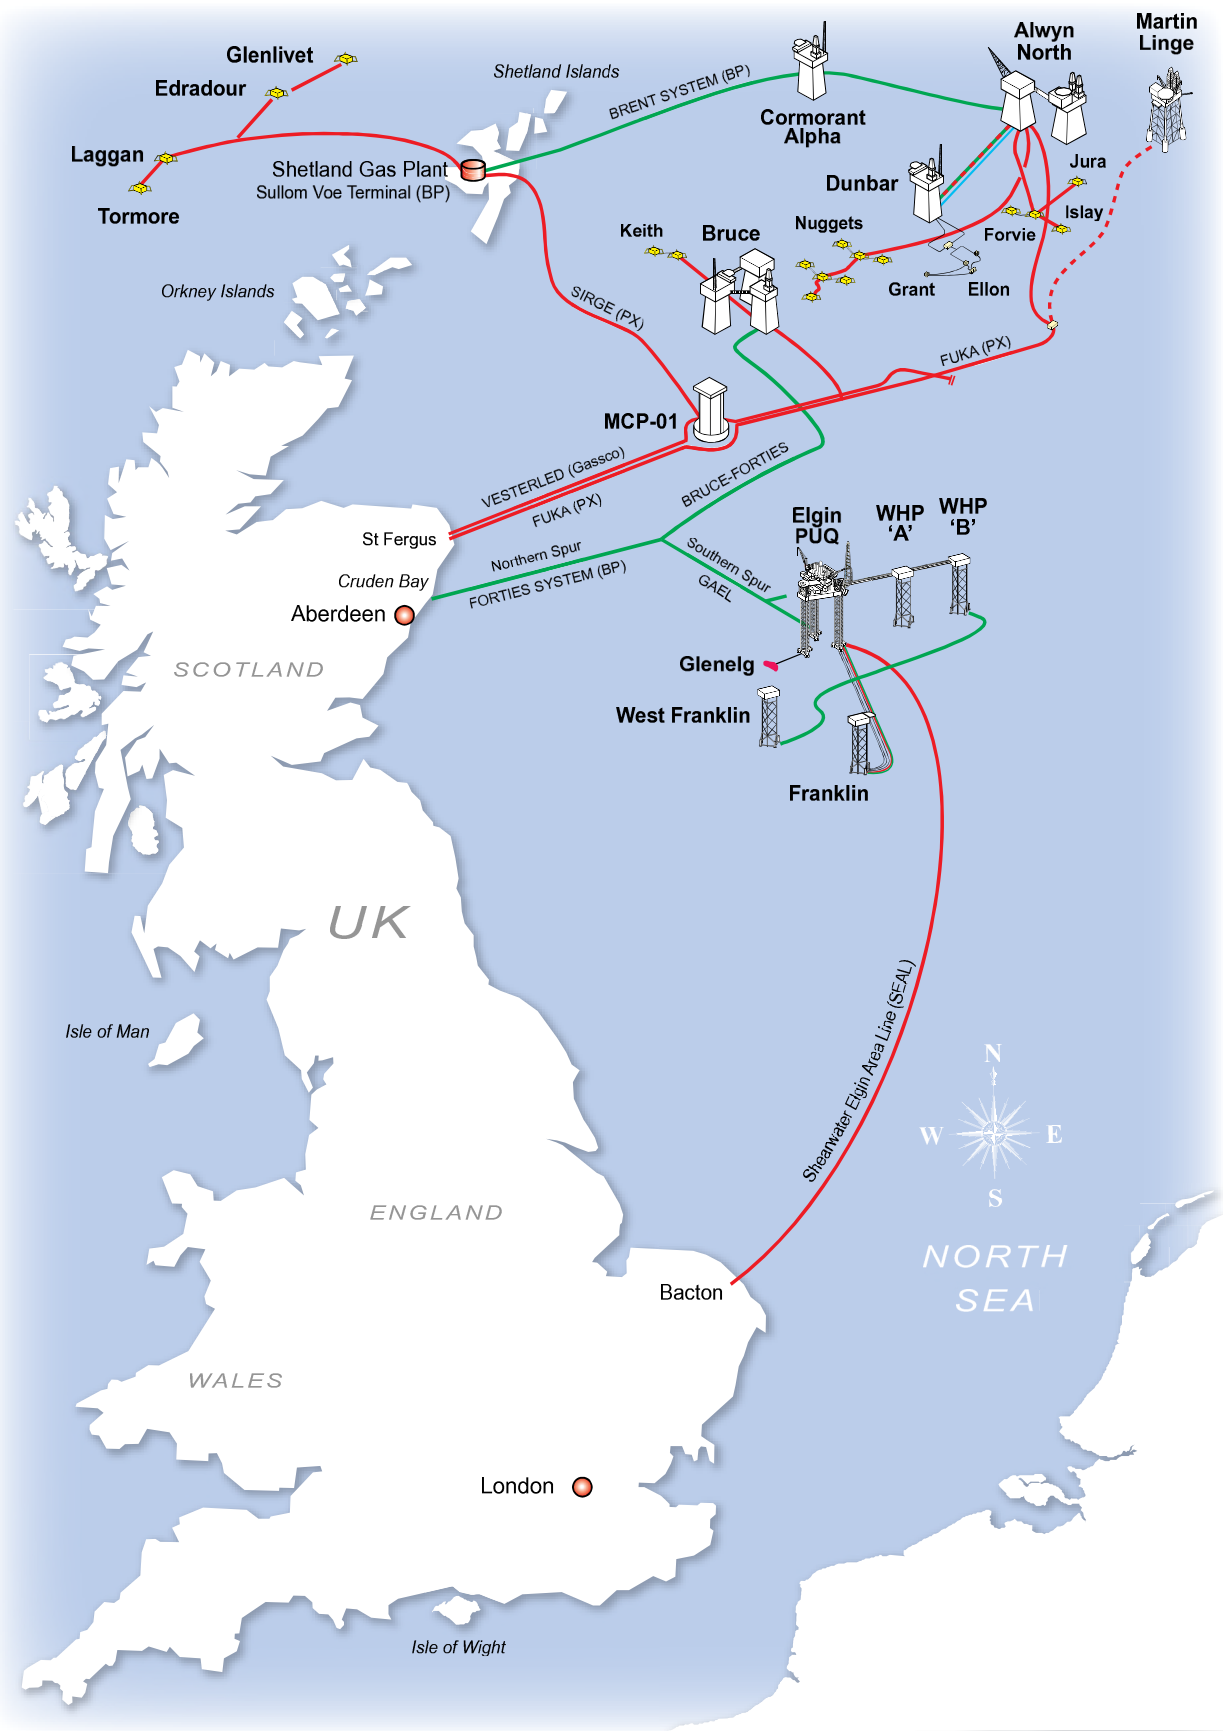 Martin
Linge
Alwyn
North
Glenlivet
Edradour
Shetland Islands
BRENT SYSTEM (BP)
Cormorant
Alpha
Laggan
Tormore
Shetland Gas Plant
Sullom Voe Terminal (BP)
Jura
Dunbar
Islay
Forvie
Nuggets
Keith
Bruce
Grant
Ellon
Orkney Islands
SIRGE (PX)
FUKA (PX)
MCP-01
VESTERLED (Gassco)
FUKA (PX)
BRUCE-FORTIES
St Fergus
Northern Spur
FORTIES SYSTEM (BP)
Southern Spur
GAEL
Elgin
PUQ
WHP
‘A’
WHP
‘B’
Cruden Bay
Aberdeen
SCOTLAND
Glenelg
West Franklin
Franklin
UK
Isle of Man
Shearwater Elgin Area Line (SEAL)
N
W
E
S
ENGLAND
NORTH
SEA
Bacton
WALES
London
Isle of Wight